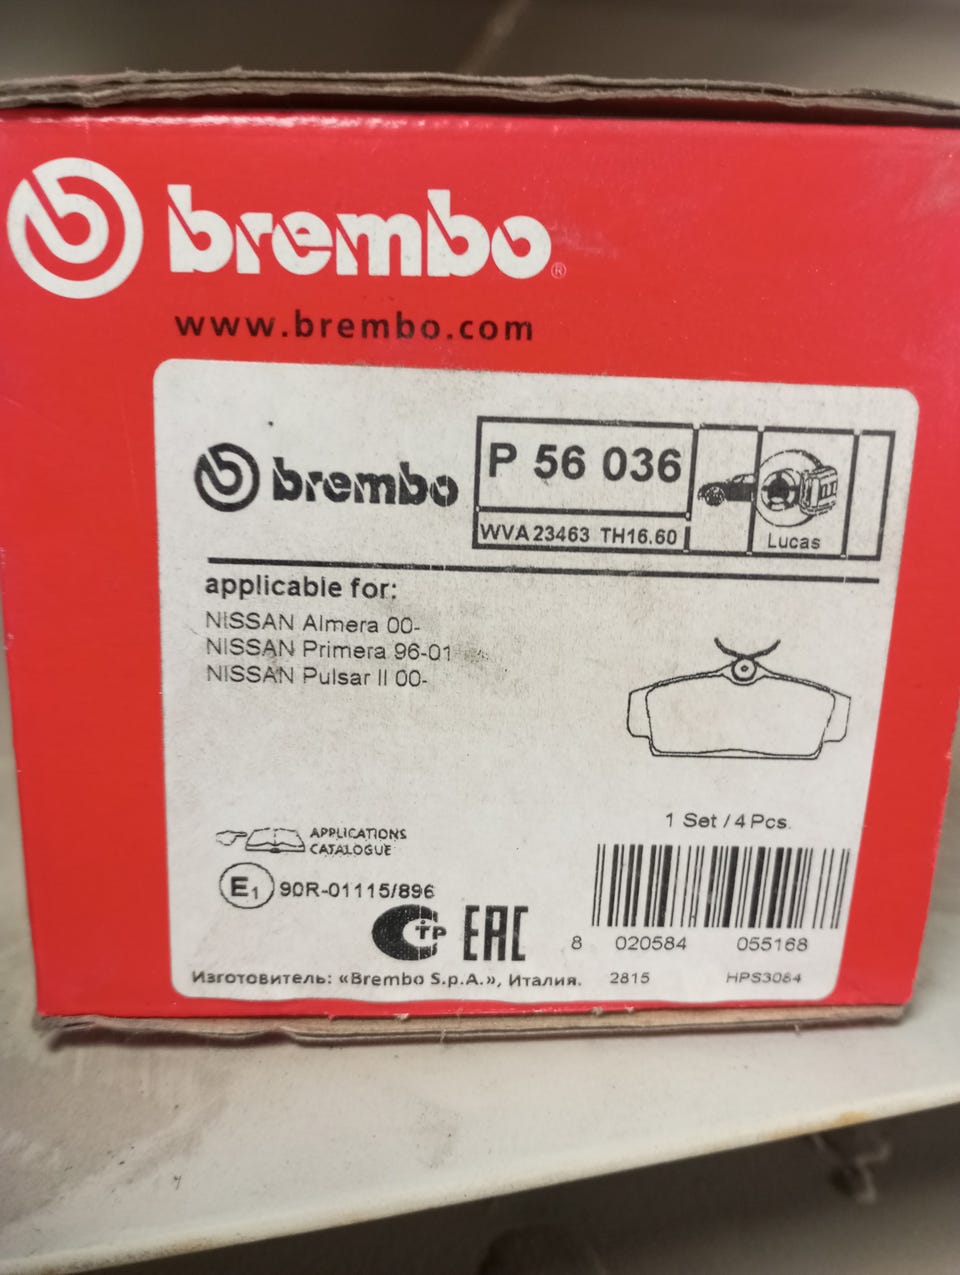 brembo®
www.brembo.com
brembo
P 56 036
WVA 23463 TH16.60
Lucas
applicable for:
NISSAN Almera 00-
NISSAN Primera 96-01
NISSAN Pulsar II 00-
1 Set / 4 Pcs.
APPLICATIONS
CATALOGUE
E1 90R-01115/896
СТР EAC
8 020584 055168
Изготовитель: «Brembo S.p.A.», Италия.
2815 HPS3084